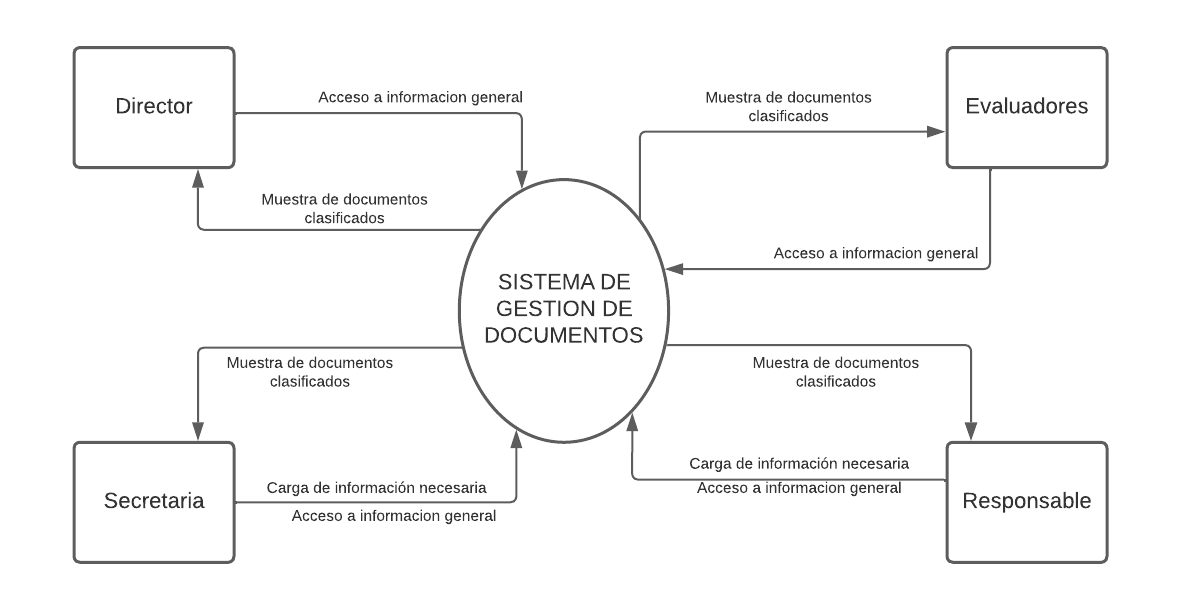 Director
Acceso a informacion general
Muestra de documentos
clasificados
Muestra de documentos
clasificados
Evaluadores
Acceso a informacion general
SISTEMA DE
GESTION DE
DOCUMENTOS
Muestra de documentos
clasificados
Secretaria
Carga de información necesaria
Acceso a informacion general
Muestra de documentos
clasificados
Carga de información necesaria
Acceso a informacion general
Responsable